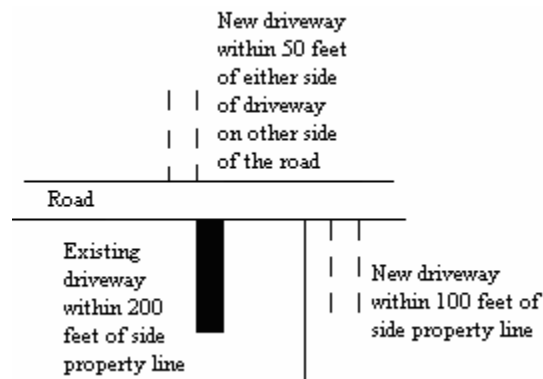 New driveway
within 50 feet
of either side
of driveway
on other side
of the road
Road
Existing
driveway
within 200
feet of side
property line
New driveway
within 100 feet of
side property line